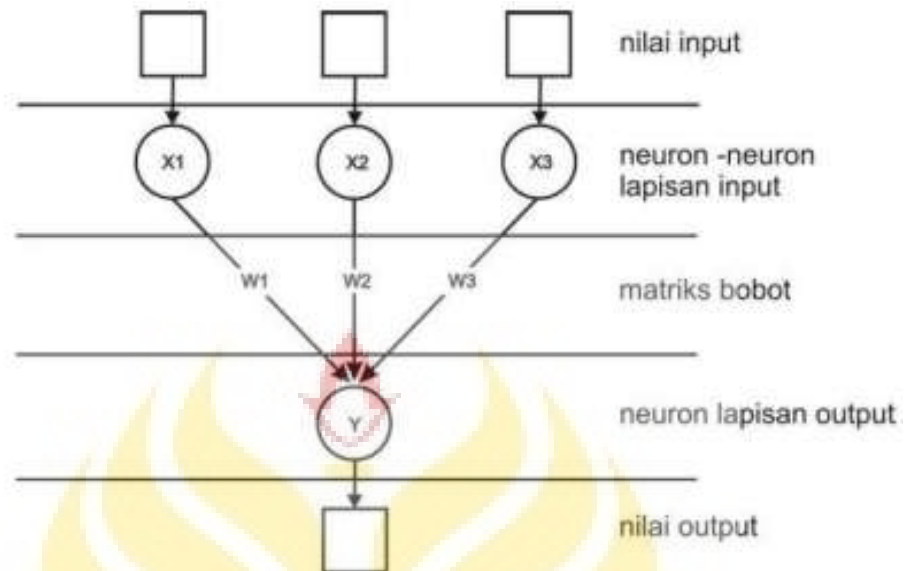 nilai input
X1
X2
X3
neuron -neuron
lapisan input
W1
W2
W3
matriks bobot
Y
neuron lapisan output
nilai output